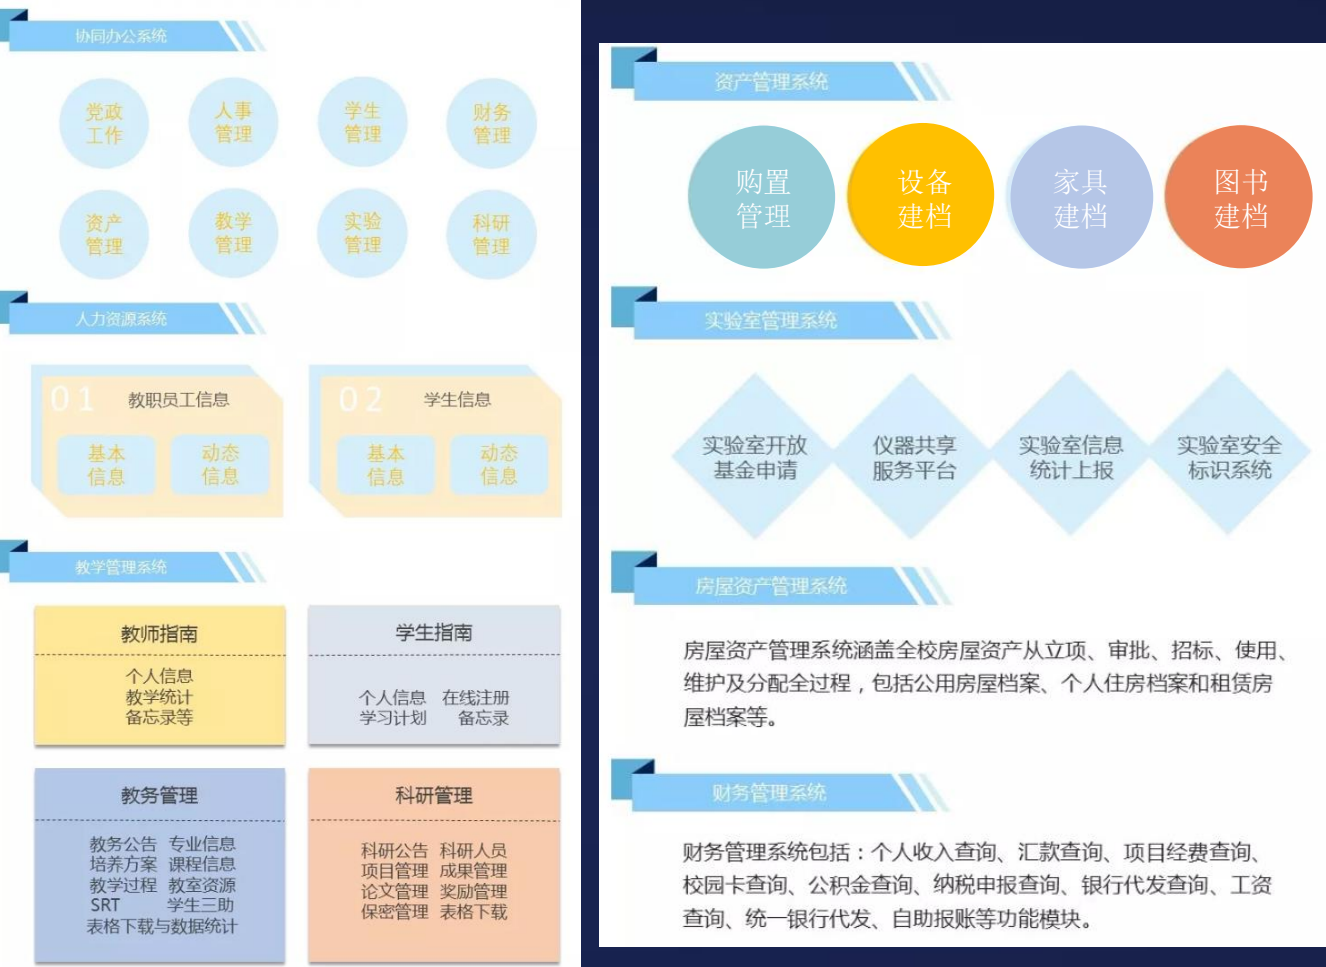 协同办公系统
党政
工作
人事
管理
学生
管理
财务
管理
资产
管理
教学
管理
实验
管理
科研
管理
人力资源系统
01 教职员工信息
基本
信息
动态
信息
02 学生信息
基本
信息
动态
信息
教学管理系统
教师指南
个人信息
教学统计
备忘录等
学生指南
个人信息 在线注册
学习计划 备忘录
教务管理
教务公告 专业信息
培养方案 课程信息
教学过程 教室资源
SRT 学生三助
表格下载与数据统计
科研管理
科研公告 科研人员
项目管理 成果管理
论文管理 奖励管理
保密管理 表格下载
资产管理系统
购置
管理
设备
建档
家具
建档
图书
建档
实验室管理系统
实验室开放
基金申请
仪器共享
服务平台
实验室信息
统计上报
实验室安全
标识系统
房屋资产管理系统
房屋资产管理系统涵盖全校房屋资产从立项、审批、招标、使用、
维护及分配全过程，包括公用房屋档案、个人住房档案和租赁房
屋档案等。
财务管理系统
财务管理系统包括：个人收入查询、汇款查询、项目经费查询、
校园卡查询、公积金查询、纳税申报查询、银行代发查询、工资
查询、统一银行代发、自助报账等功能模块。